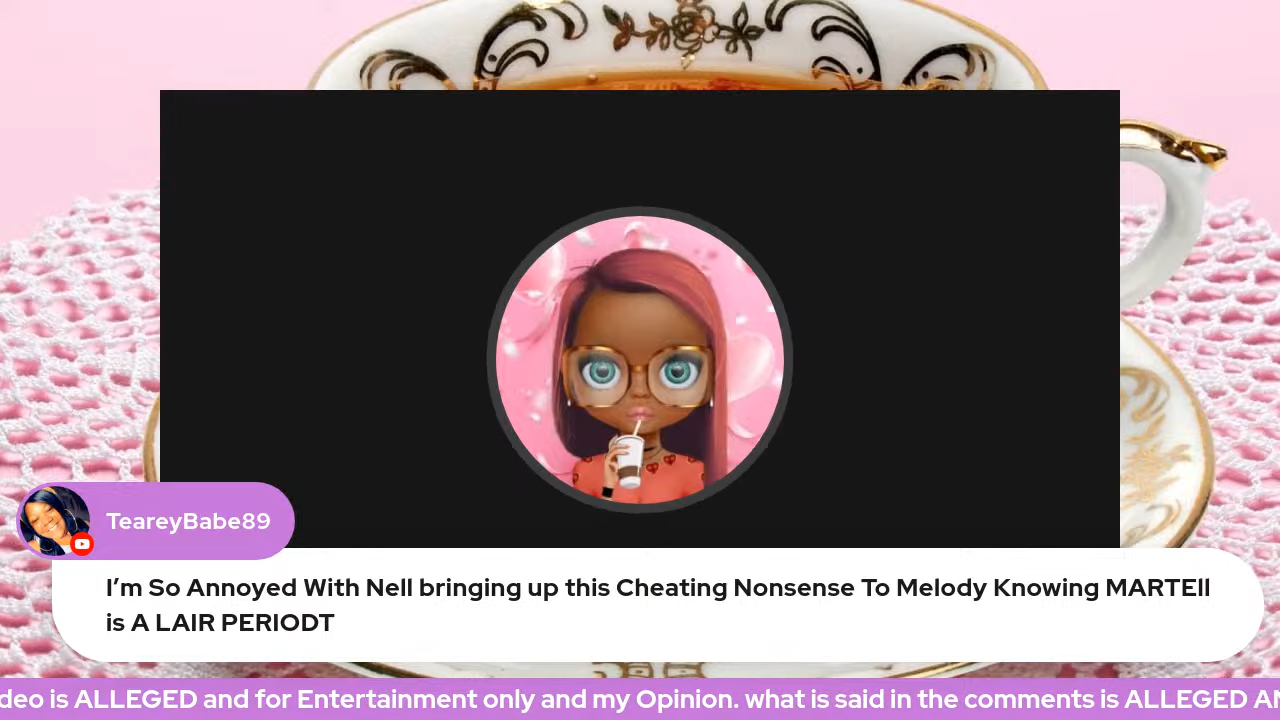 TeareyBabe89
I’m So Annoyed With Nell bringing up this Cheating Nonsense To Melody Knowing MARTEll
is A LAIR PERIODT
deo is ALLEGED and for Entertainment only and my Opinion. what is said in the comments is ALLEGED AN